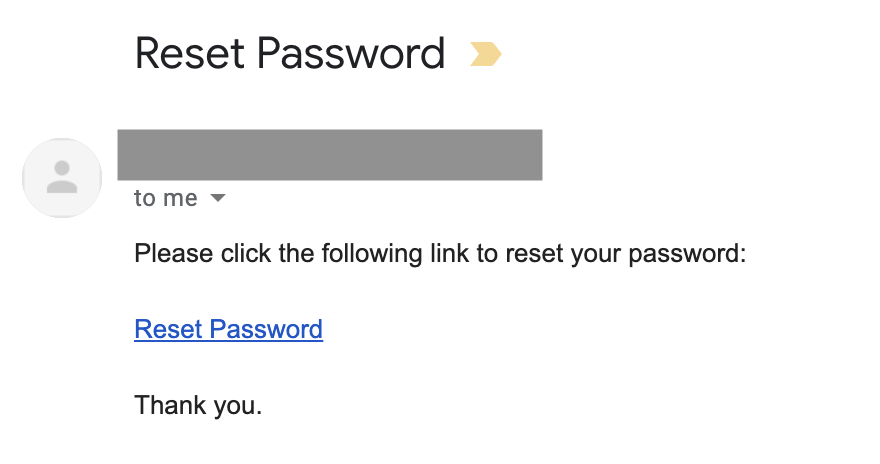 Reset Password
to me
Please click the following link to reset your password:
Reset Password
Thank you.